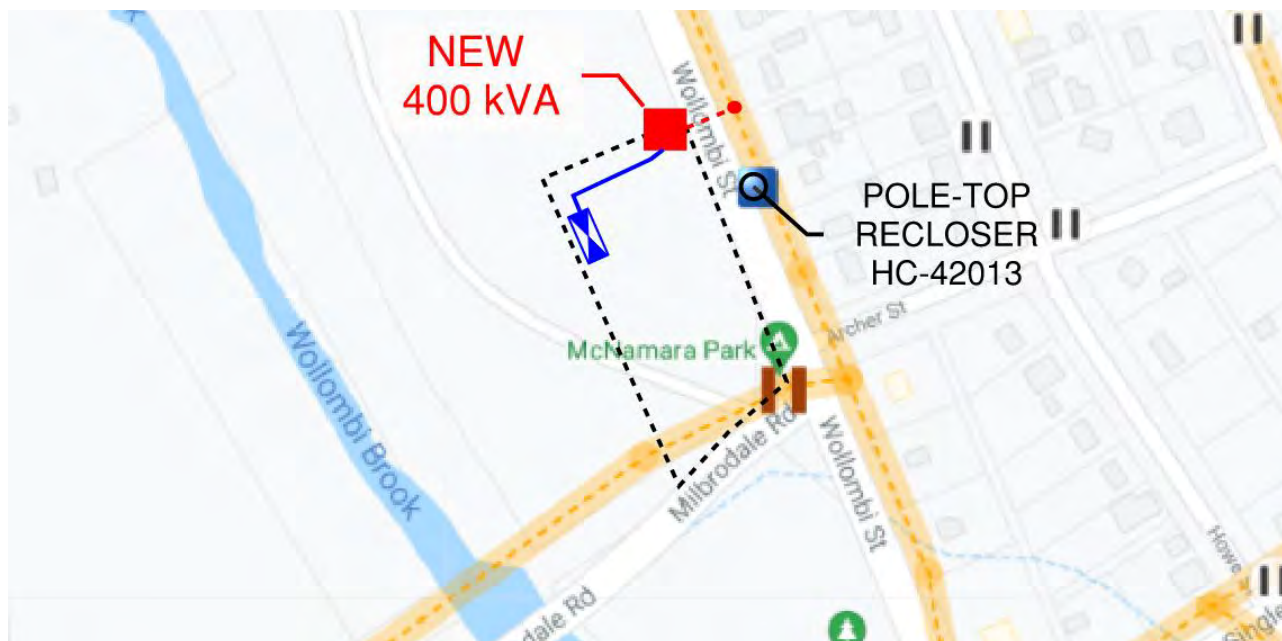 NEW
400 kVA
Wollombi St
POLE-TOP
RECLOSER
HC-42013
Archer St
McNamara Park
Wollombi Brook
Milbrodale Rd
Wollombi St
dale Rd